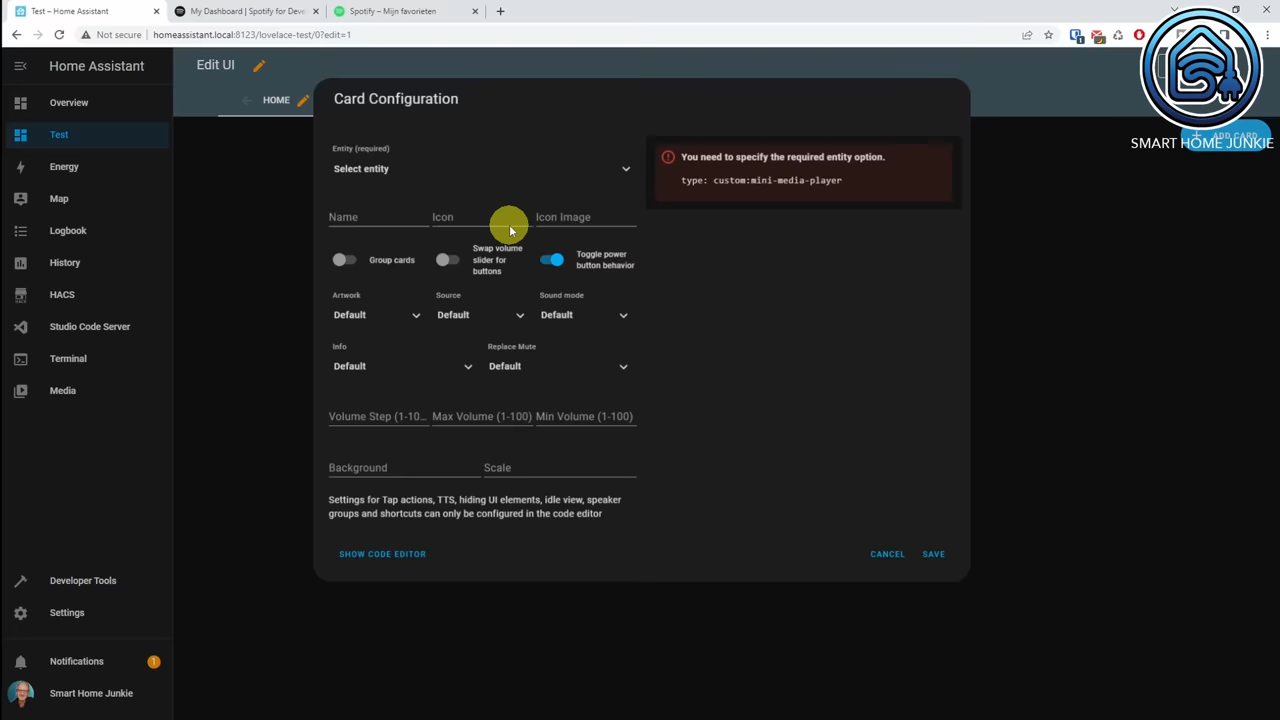 Test – Home Assistant
My Dashboard | Spotify for Deve
Spotify – Mijn favorieten
Not secure
homeassistant.local:8123/lovelace-test/0?edit=1
Home Assistant
Edit UI
HOME
Overview
Test
Energy
Map
Logbook
History
HACS
Studio Code Server
Terminal
Media
Developer Tools
Settings
Notifications
1
Smart Home Junkie
Card Configuration
Entity (required)
Select entity
Name
Icon
Icon Image
Group cards
Swap volume
slider for
buttons
Toggle power
button behavior
Artwork
Default
Source
Default
Sound mode
Default
Info
Default
Replace Mute
Default
Volume Step (1-10...
Max Volume (1-100)
Min Volume (1-100)
Background
Scale
Settings for Tap actions, TTS, hiding UI elements, idle view, speaker
groups and shortcuts can only be configured in the code editor
SHOW CODE EDITOR
CANCEL
SAVE
You need to specify the required entity option.
type: custom:mini-media-player
ADD CARD
SMART HOME JUNKIE